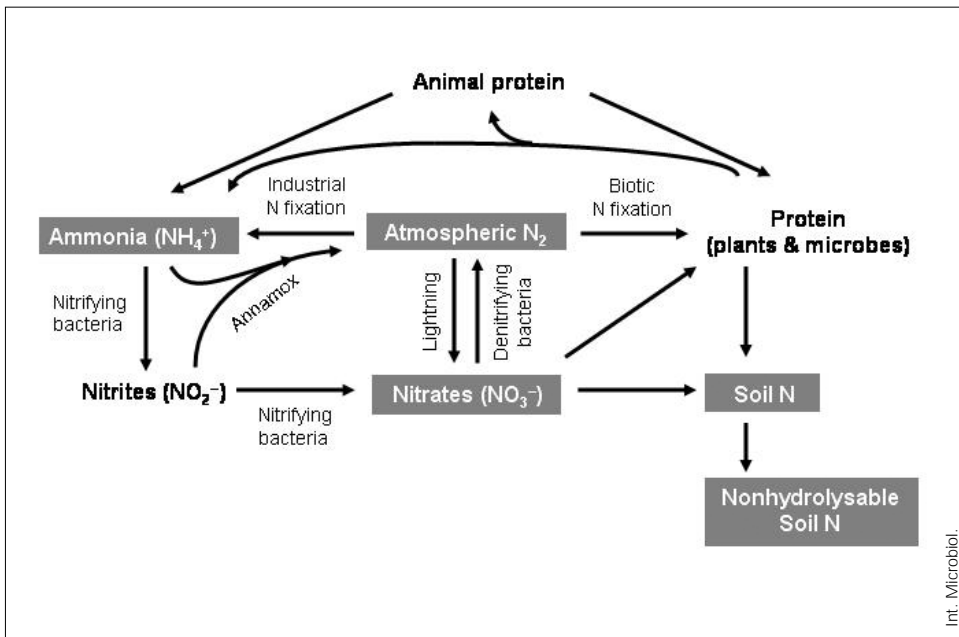 Animal protein
Industrial
N fixation
Biotic
N fixation
Ammonia (NH₄⁺)
Atmospheric N₂
Protein
(plants & microbes)
Nitrifying
bacteria
Annamox
Lightning
Denitrifying
bacteria
Nitrites (NO₂⁻)
Nitrates (NO₃⁻)
Soil N
Nitrifying
bacteria
Nonhydrolysable
Soil N
Int. Microbiol.